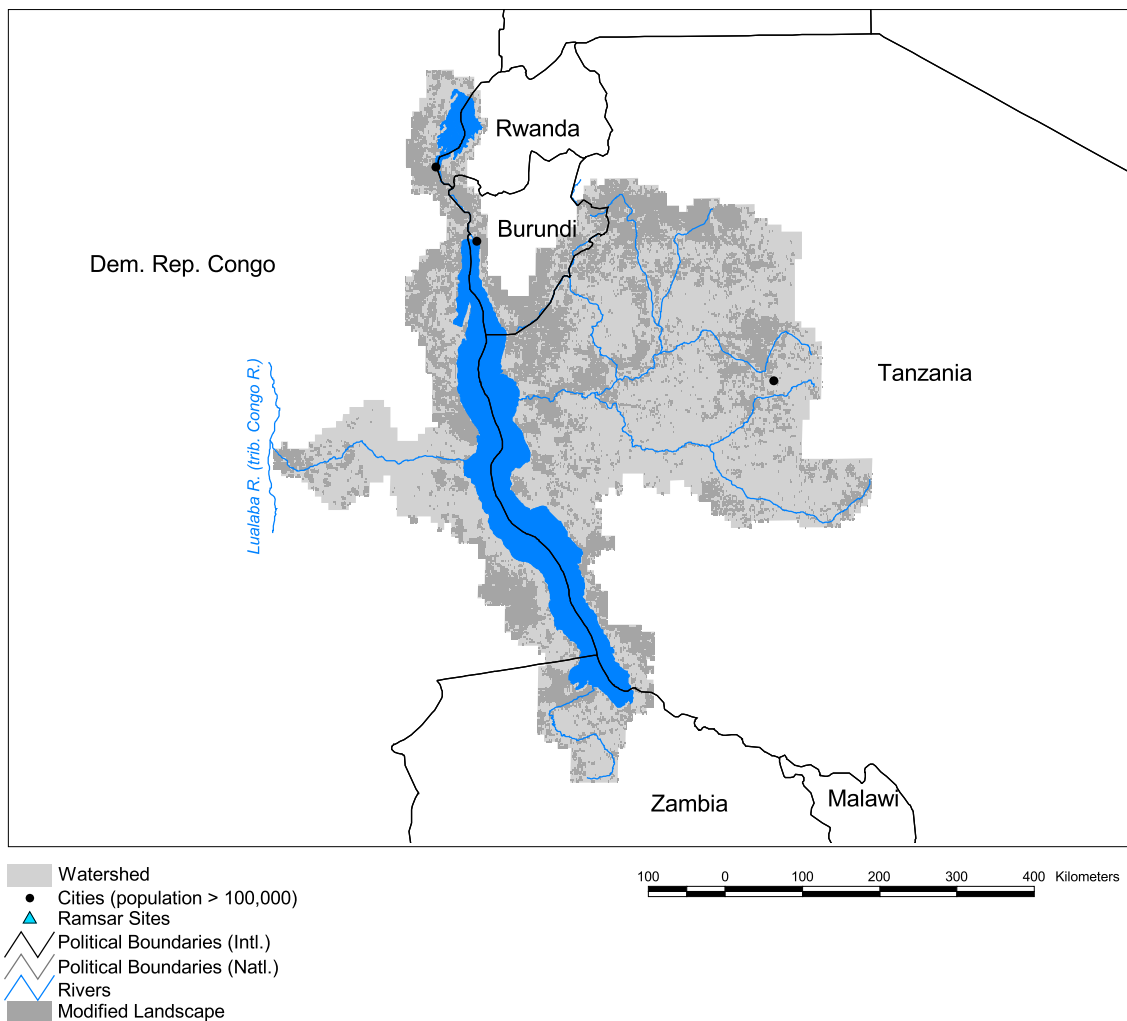 Rwanda
Burundi
Dem. Rep. Congo
Tanzania
Lualaba R. (trib. Congo R.)
Zambia
Malawi
Watershed
Cities (population > 100,000)
Ramsar Sites
Political Boundaries (Intl.)
Political Boundaries (Natl.)
Rivers
Modified Landscape
100 0 100 200 300 400 Kilometers